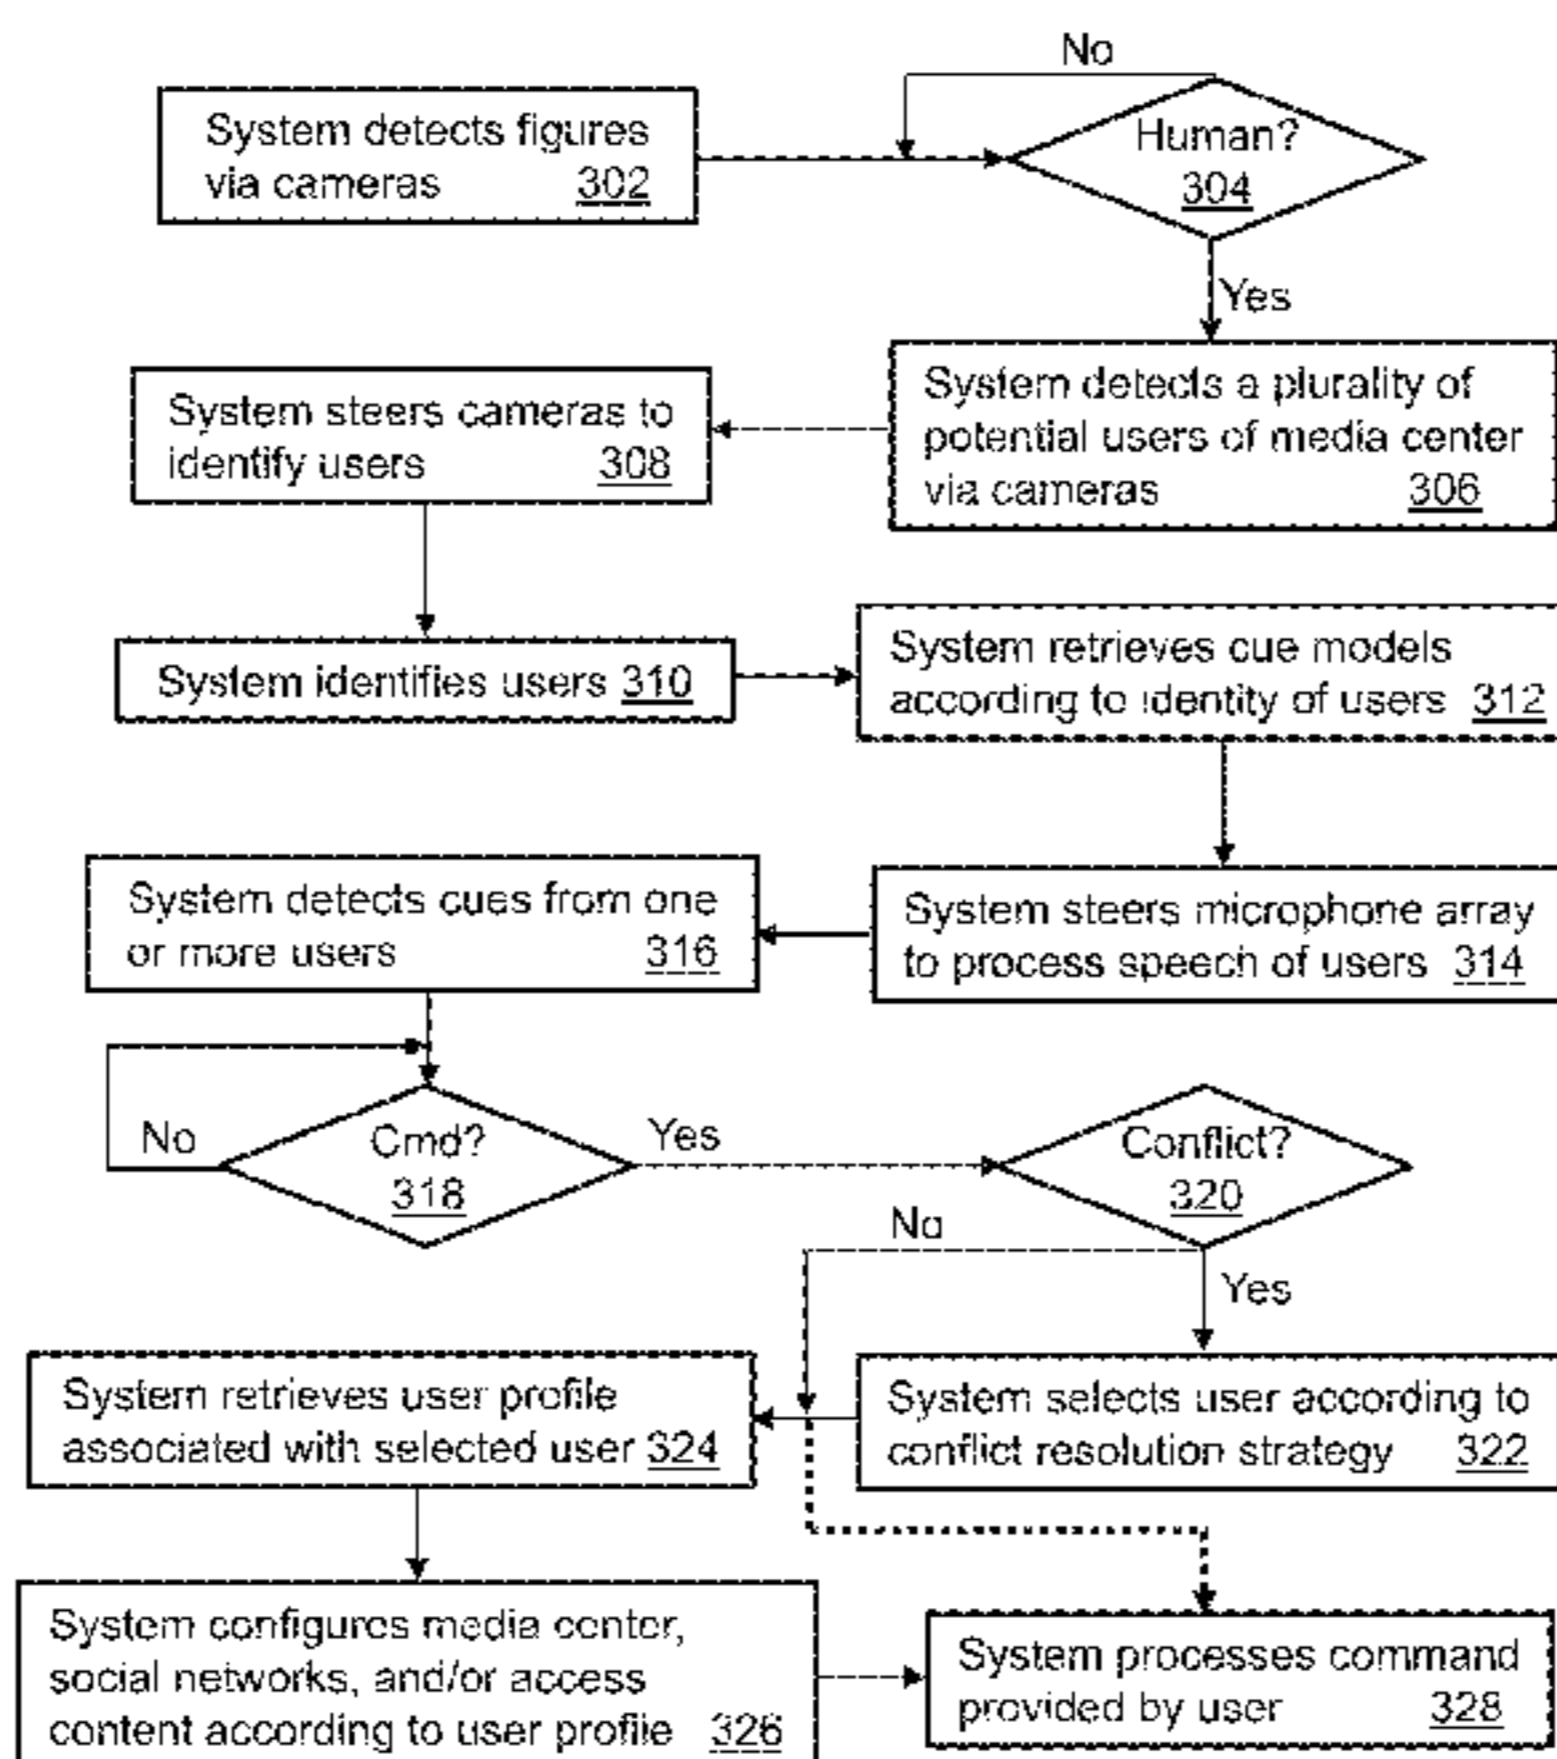 No
System detects figures
via cameras 302
Human?
304
Yes
System steers cameras to
identify users 308
System detects a plurality of
potential users of media center
via cameras 306
System identifies users 310
System retrieves cue models
according to identity of users 312
System detects cues from one
or more users 316
System steers microphone array
to process speech of users 314
No
Cmd?
318
Yes
Conflict?
320
No
Yes
System retrieves user profile
associated with selected user 324
System selects user according to
conflict resolution strategy 322
System configures media center,
social networks, and/or access
content according to user profile 326
System processes command
provided by user 328